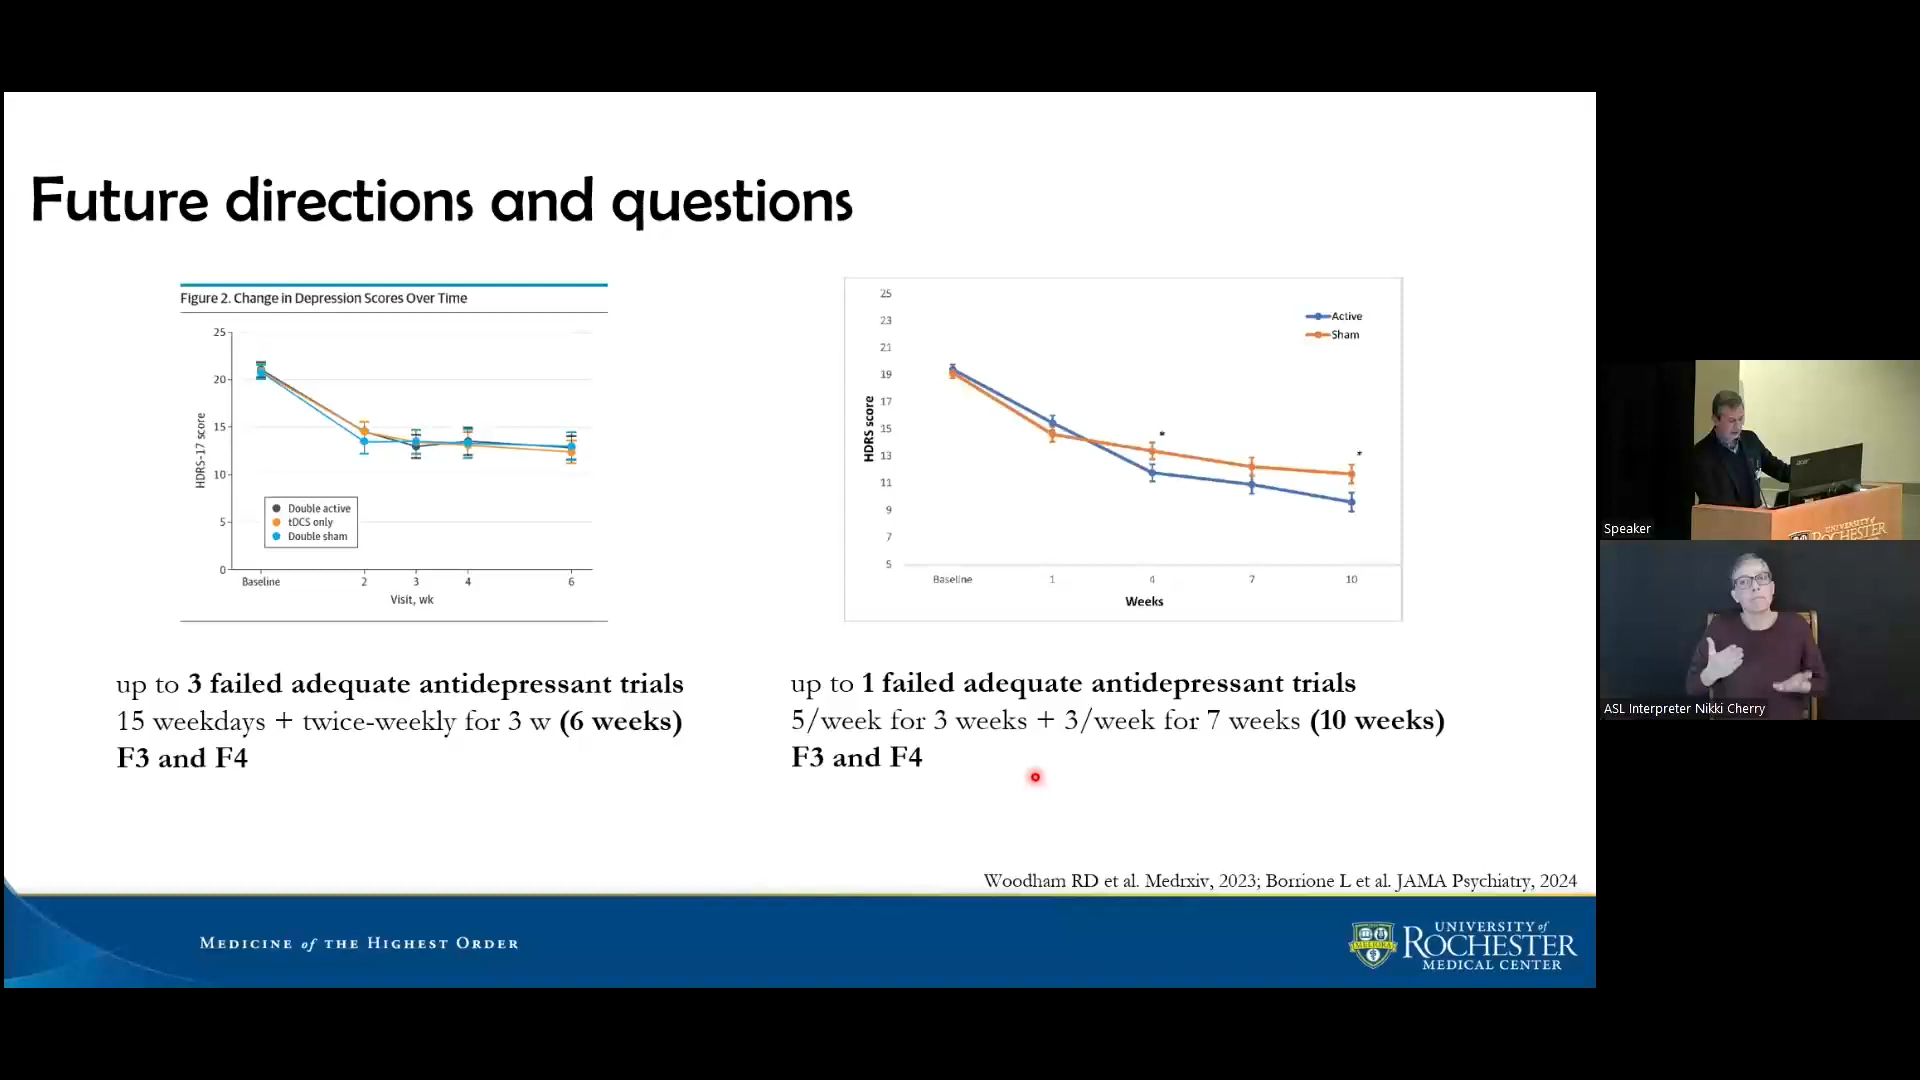 Future directions and questions
Figure 2. Change in Depression Scores Over Time
25
20
15
10
5
0
HDRS-17 score
Double active
tDCS only
Double sham
Baseline 2 3 4 6
Visit, wk
25
23
21
19
17
15
13
11
9
7
5
HDRS score
Active
Sham
*
*
Baseline 1 4 7 10
Weeks
up to 3 failed adequate antidepressant trials
15 weekdays + twice-weekly for 3 w (6 weeks)
F3 and F4
up to 1 failed adequate antidepressant trials
5/week for 3 weeks + 3/week for 7 weeks (10 weeks)
F3 and F4
Woodham RD et al. Medrxiv, 2023; Borrione L et al. JAMA Psychiatry, 2024
MEDICINE of THE HIGHEST ORDER
MELIORA
UNIVERSITY of
ROCHESTER
MEDICAL CENTER
acer
UNIVERSITY of
ROCHESTER
Speaker
ASL Interpreter Nikki Cherry